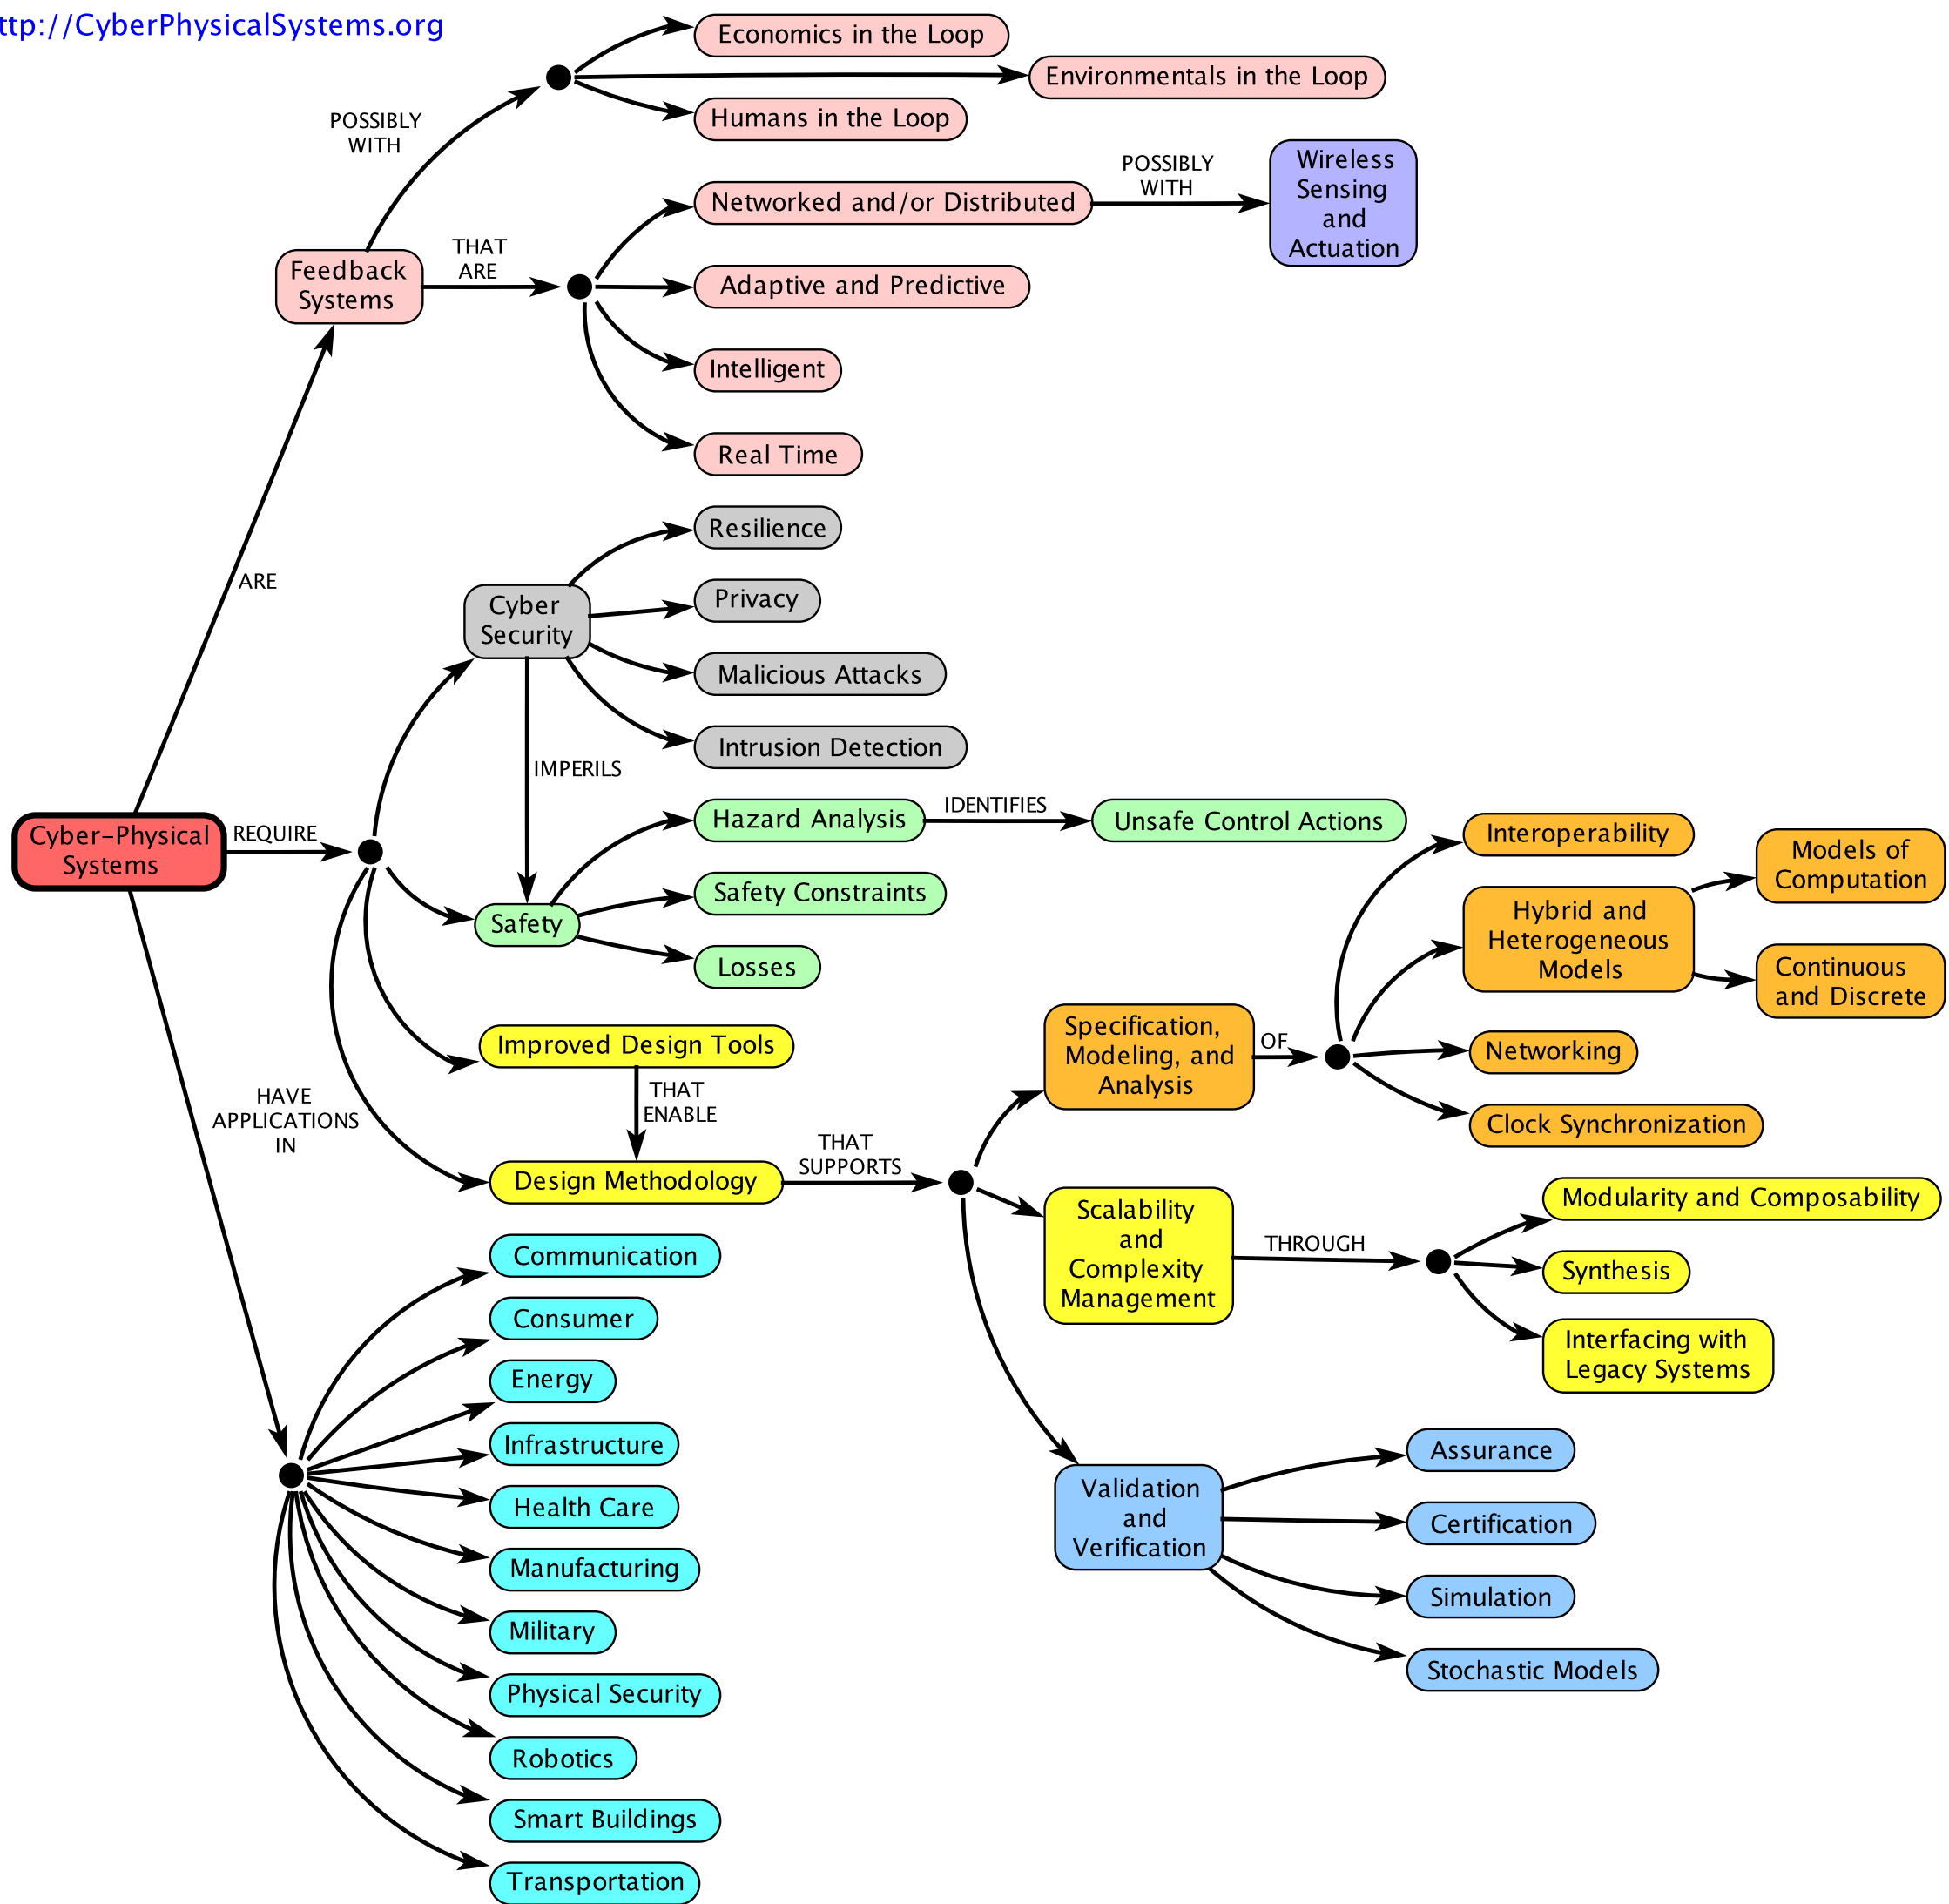 ttp://CyberPhysicalSystems.org
Economics in the Loop
Environmentals in the Loop
Humans in the Loop
POSSIBLY
WITH
Networked and/or Distributed
POSSIBLY
WITH
Wireless
Sensing
and
Actuation
Feedback
Systems
THAT
ARE
Adaptive and Predictive
Intelligent
Real Time
ARE
Resilience
Cyber
Security
Privacy
Malicious Attacks
Intrusion Detection
IMPERILS
Cyber-Physical
Systems
REQUIRE
Hazard Analysis
IDENTIFIES
Unsafe Control Actions
Safety
Safety Constraints
Losses
Interoperability
Hybrid and
Heterogeneous
Models
Models of
Computation
Continuous
and Discrete
Improved Design Tools
THAT
ENABLE
Specification,
Modeling, and
Analysis
OF
Networking
Clock Synchronization
HAVE
APPLICATIONS
IN
Design Methodology
THAT
SUPPORTS
Scalability
and
Complexity
Management
THROUGH
Modularity and Composability
Synthesis
Interfacing with
Legacy Systems
Communication
Consumer
Energy
Infrastructure
Health Care
Manufacturing
Military
Physical Security
Robotics
Smart Buildings
Transportation
Validation
and
Verification
Assurance
Certification
Simulation
Stochastic Models